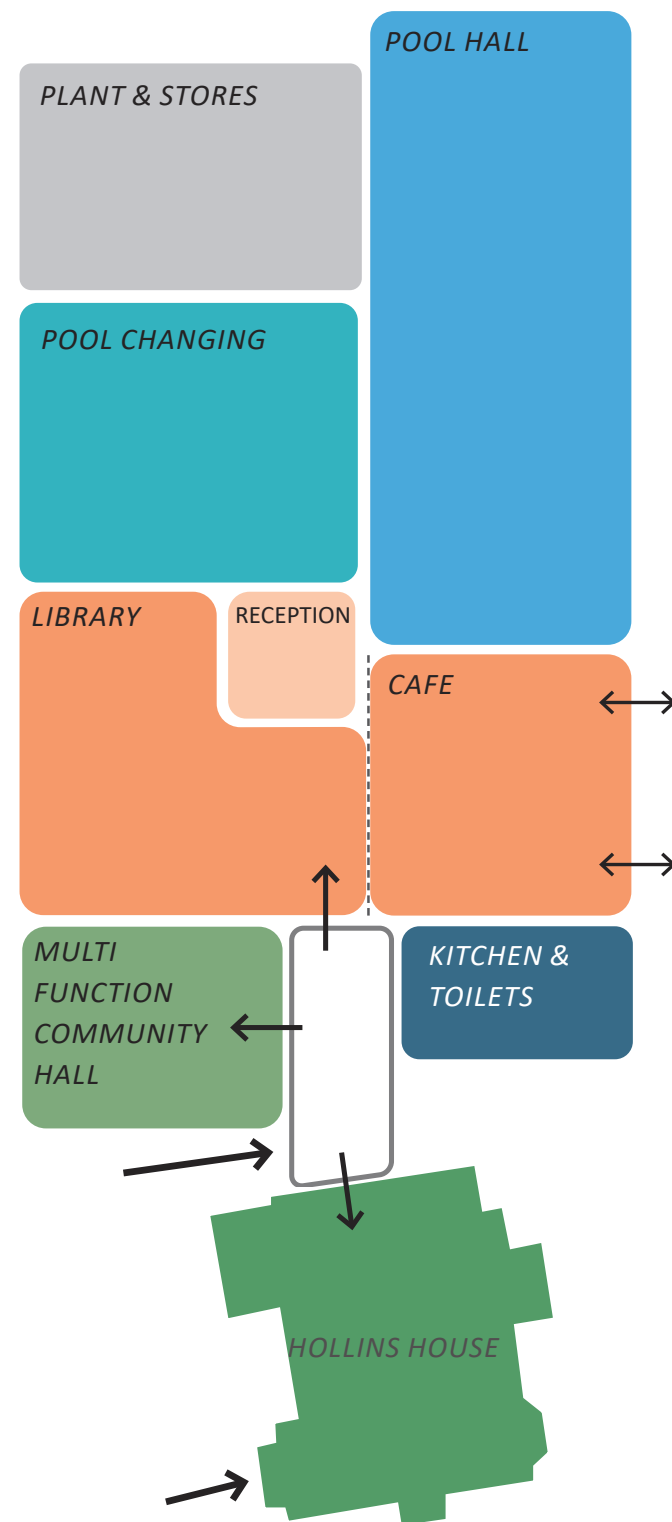 POOL HALL
PLANT & STORES
POOL CHANGING
LIBRARY
RECEPTION
CAFE
MULTI
FUNCTION
COMMUNITY
HALL
KITCHEN &
TOILETS
HOLLINS HOUSE